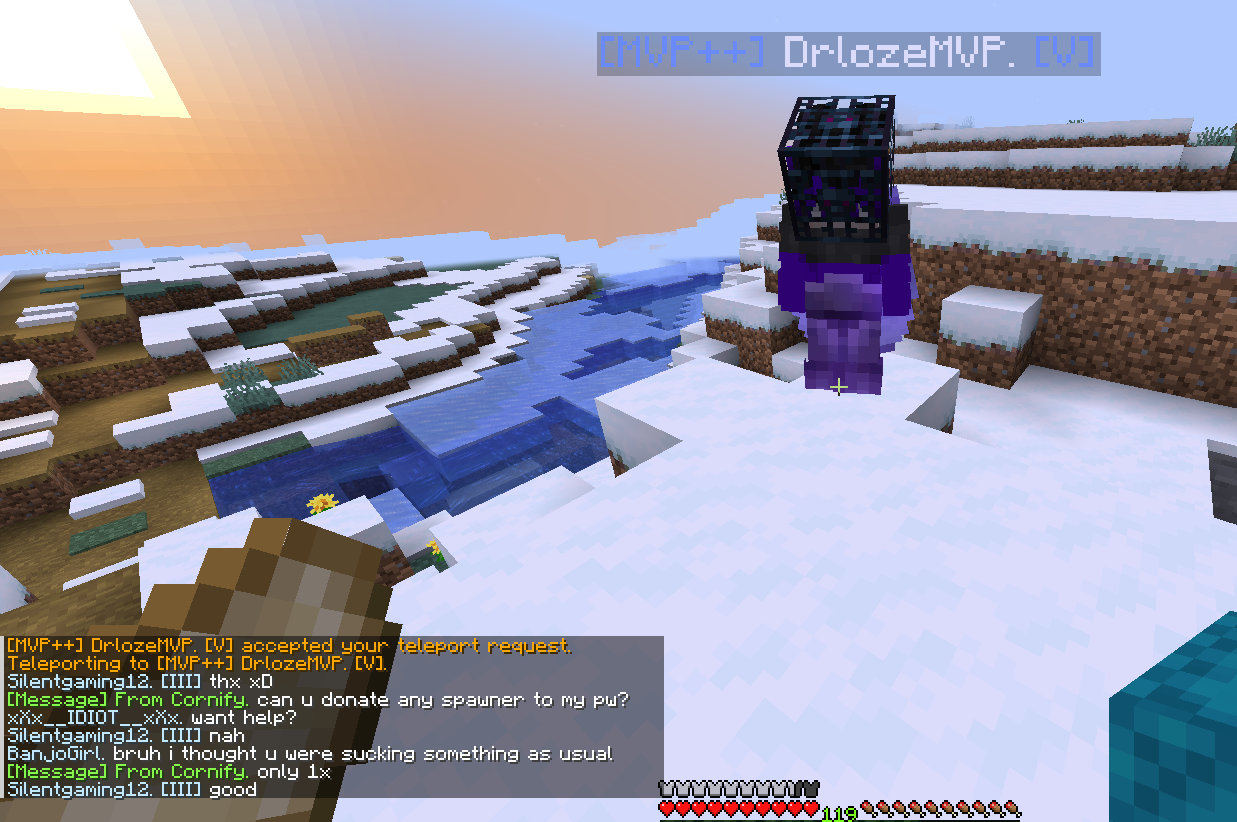 [MVP++] DrlozeMVP. [V]
[MVP++] DrlozeMVP. [V] accepted your teleport request.
Teleporting to [MVP++] DrlozeMVP. [V].
Silentgaming12. [III] thx xD
[Message] From Cornify. can u donate any spawner to my pw?
xXx__IDIOT__xXx. want help?
Silentgaming12. [III] nah
BanjoGirl. bruh i thought u were sucking something as usual
[Message] From Cornify. only 1x
Silentgaming12. [III] good
119